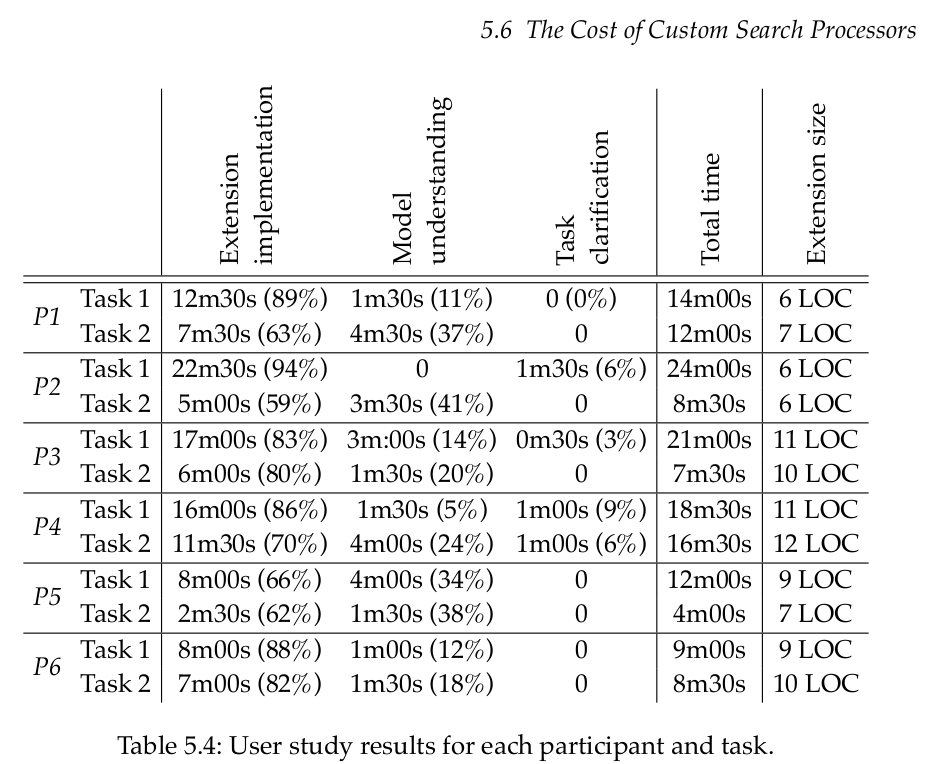 5.6 The Cost of Custom Search Processors
Extension
implementation
Model
understanding
Task
clarification
Total time
Extension size
P1 Task 1 12m30s (89%) 1m30s (11%) 0 (0%) 14m00s 6 LOC
Task 2 7m30s (63%) 4m30s (37%) 0 12m00s 7 LOC
P2 Task 1 22m30s (94%) 0 1m30s (6%) 24m00s 6 LOC
Task 2 5m00s (59%) 3m30s (41%) 0 8m30s 6 LOC
P3 Task 1 17m00s (83%) 3m:00s (14%) 0m30s (3%) 21m00s 11 LOC
Task 2 6m00s (80%) 1m30s (20%) 0 7m30s 10 LOC
P4 Task 1 16m00s (86%) 1m30s (5%) 1m00s (9%) 18m30s 11 LOC
Task 2 11m30s (70%) 4m00s (24%) 1m00s (6%) 16m30s 12 LOC
P5 Task 1 8m00s (66%) 4m00s (34%) 0 12m00s 9 LOC
Task 2 2m30s (62%) 1m30s (38%) 0 4m00s 7 LOC
P6 Task 1 8m00s (88%) 1m00s (12%) 0 9m00s 9 LOC
Task 2 7m00s (82%) 1m30s (18%) 0 8m30s 10 LOC
Table 5.4: User study results for each participant and task.